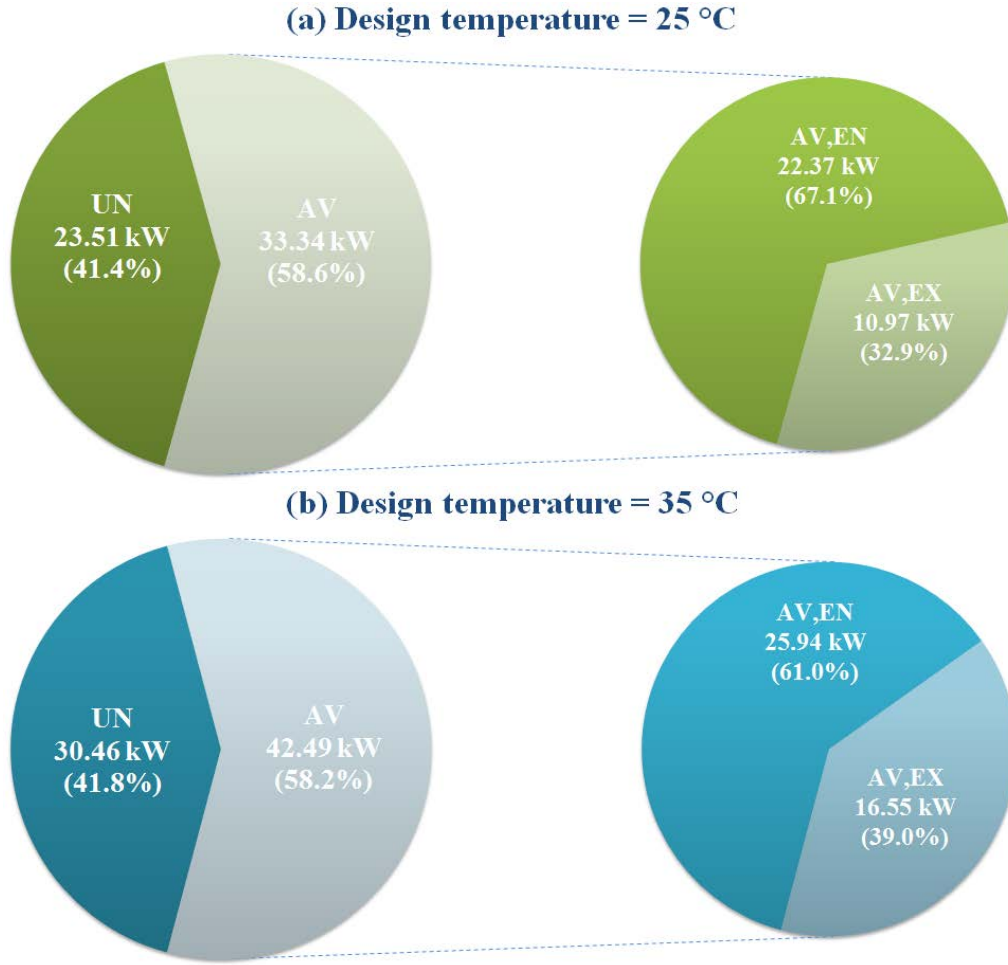 (a) Design temperature = 25 °C
UN
23.51 kW
(41.4%)
AV
33.34 kW
(58.6%)
AV,EN
22.37 kW
(67.1%)
AV,EX
10.97 kW
(32.9%)
(b) Design temperature = 35 °C
UN
30.46 kW
(41.8%)
AV
42.49 kW
(58.2%)
AV,EN
25.94 kW
(61.0%)
AV,EX
16.55 kW
(39.0%)